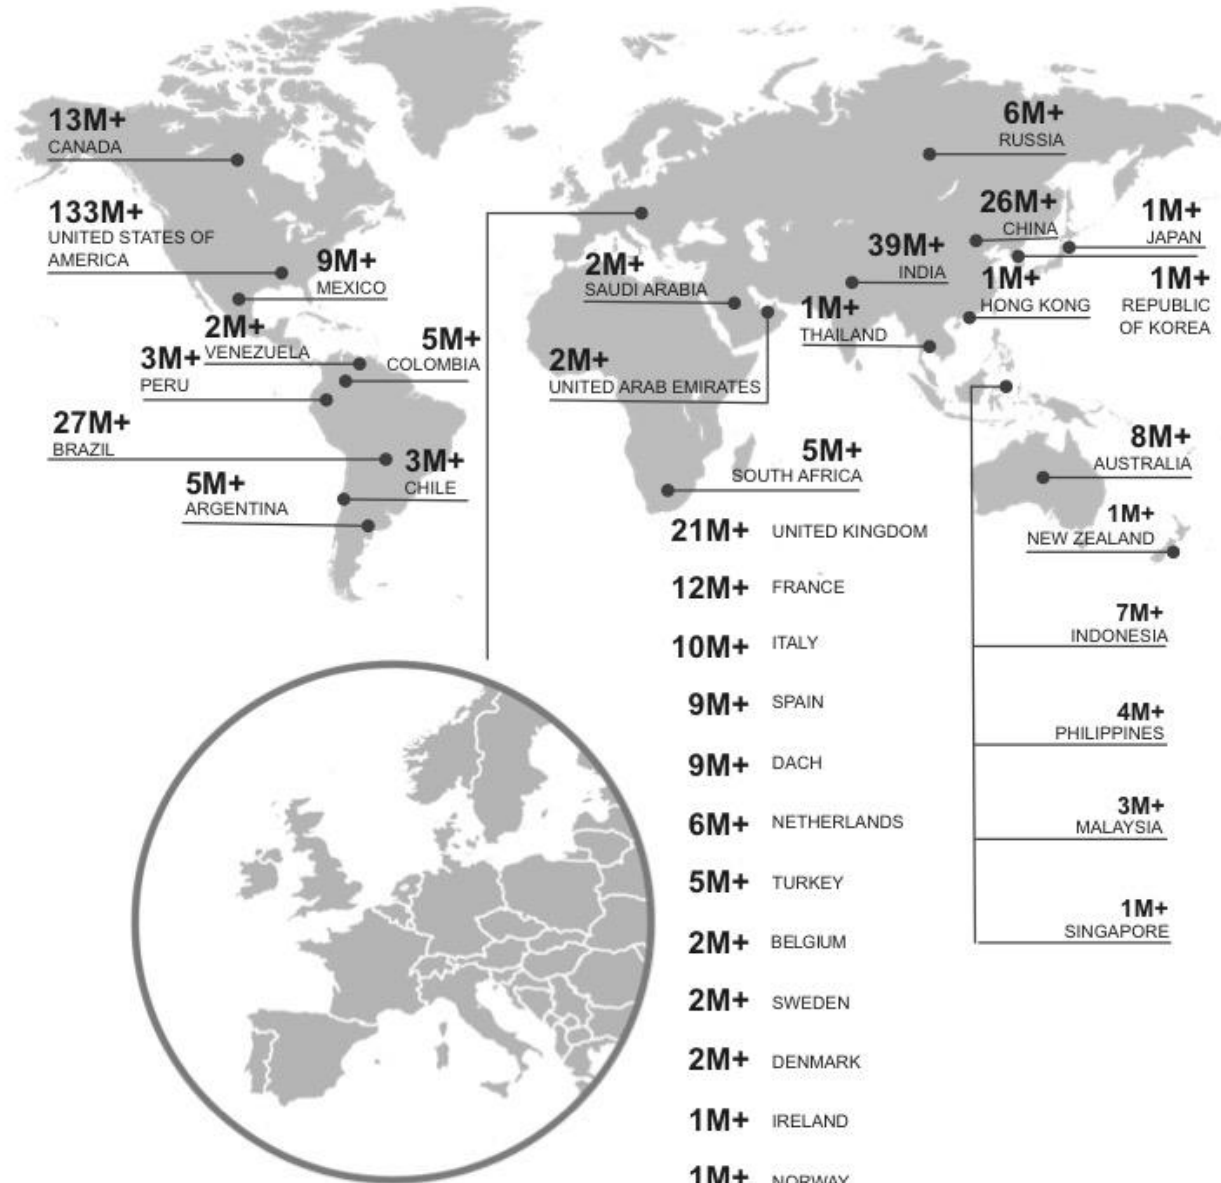 13M+
CANADA
133M+
UNITED STATES OF
AMERICA
9M+
MEXICO
2M+
VENEZUELA
5M+
COLOMBIA
3M+
PERU
27M+
BRAZIL
3M+
CHILE
5M+
ARGENTINA
6M+
RUSSIA
26M+
CHINA
1M+
JAPAN
39M+
INDIA
2M+
SAUDI ARABIA
1M+
HONG KONG
1M+
REPUBLIC
OF KOREA
1M+
THAILAND
2M+
UNITED ARAB EMIRATES
5M+
SOUTH AFRICA
8M+
AUSTRALIA
1M+
NEW ZEALAND
21M+ UNITED KINGDOM
12M+ FRANCE
10M+ ITALY
9M+ SPAIN
9M+ DACH
6M+ NETHERLANDS
5M+ TURKEY
2M+ BELGIUM
2M+ SWEDEN
2M+ DENMARK
1M+ IRELAND
1M+ NORWAY
7M+
INDONESIA
4M+
PHILIPPINES
3M+
MALAYSIA
1M+
SINGAPORE